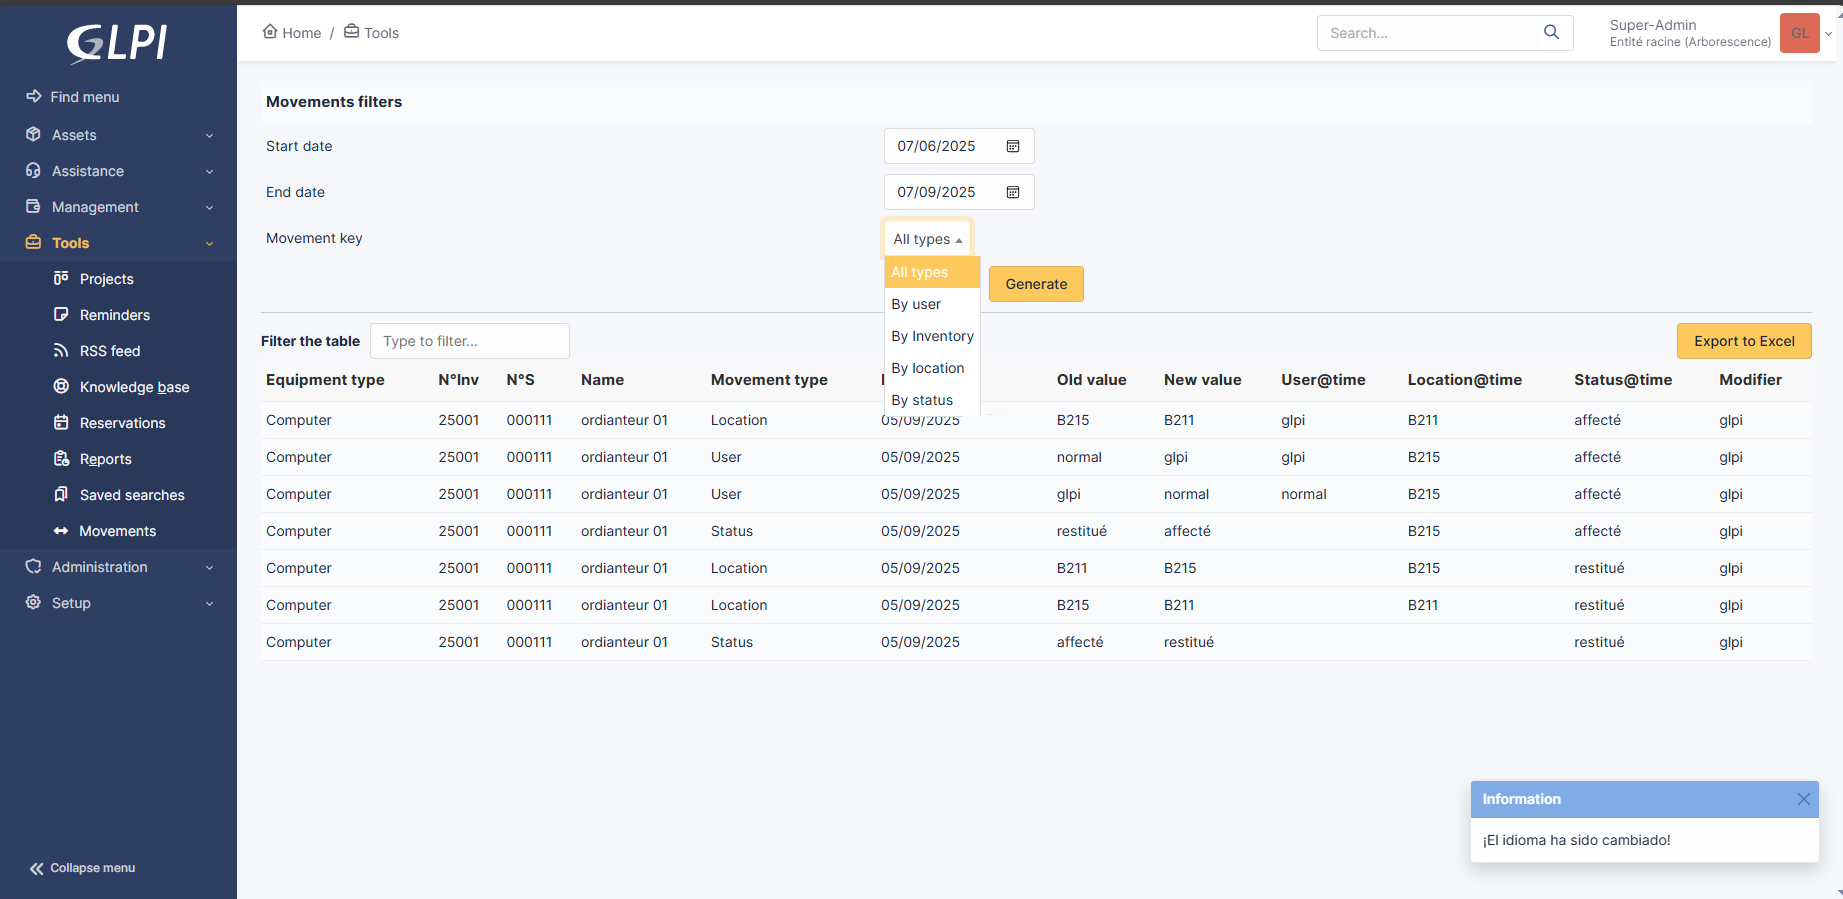 GLPI
Home / Tools
Search...
Super-Admin
Entité racine (Arborescence)
GL
Find menu
Assets
Assistance
Management
Tools
Projects
Reminders
RSS feed
Knowledge base
Reservations
Reports
Saved searches
Movements
Administration
Setup
Collapse menu
Movements filters
Start date 07/06/2025
End date 07/09/2025
Movement key All types
All types
By user
By Inventory
By location
By status
Generate
Filter the table Type to filter... Export to Excel
Equipment type N°Inv N°S Name Movement type Old value New value User@time Location@time Status@time Modifier
Computer 25001 000111 ordianteur 01 Location 05/09/2025 B215 B211 glpi B211 affecté glpi
Computer 25001 000111 ordianteur 01 User 05/09/2025 normal glpi glpi B215 affecté glpi
Computer 25001 000111 ordianteur 01 User 05/09/2025 glpi normal normal B215 affecté glpi
Computer 25001 000111 ordianteur 01 Status 05/09/2025 restitué affecté B215 affecté glpi
Computer 25001 000111 ordianteur 01 Location 05/09/2025 B211 B215 B215 restitué glpi
Computer 25001 000111 ordianteur 01 Location 05/09/2025 B215 B211 B211 restitué glpi
Computer 25001 000111 ordianteur 01 Status 05/09/2025 affecté restitué restitué glpi
Information
¡El idioma ha sido cambiado!